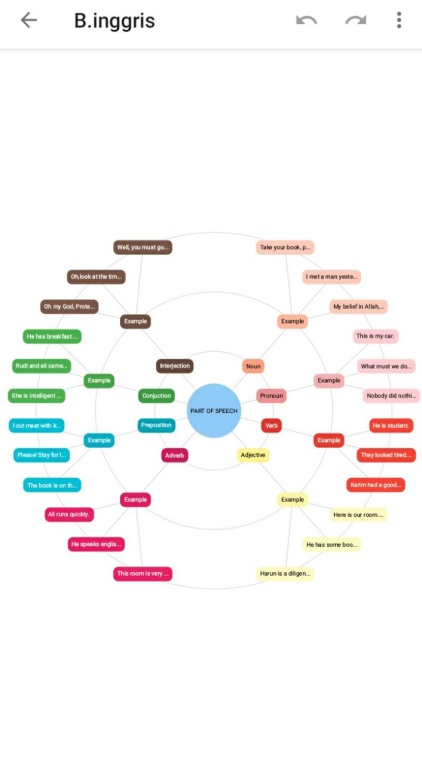 B.inggris
Well, you must go...
Take your book, p...
Oh,look at the tim...
I met a man yeste...
Oh my God, Prote...
My belief in Allah,...
Example
Example
He has breakfast...
This is my car.
Rudi and all came...
Interjection
Noun
What must we do...
Example
Example
She is intelligent ...
Conjuction
Pronoun
Nobody did nothi...
PART OF SPEECH
I cut meat with k...
Preposition
Verb
He is student.
Example
Example
Please! Stay for l...
Adverb
Adjective
They looked tired...
The book is on th...
Karim had a good...
Example
Example
All runs quickly.
Here is our room ...
He speaks englis...
He has some boo...
This room is very ...
Harun is a diligen...